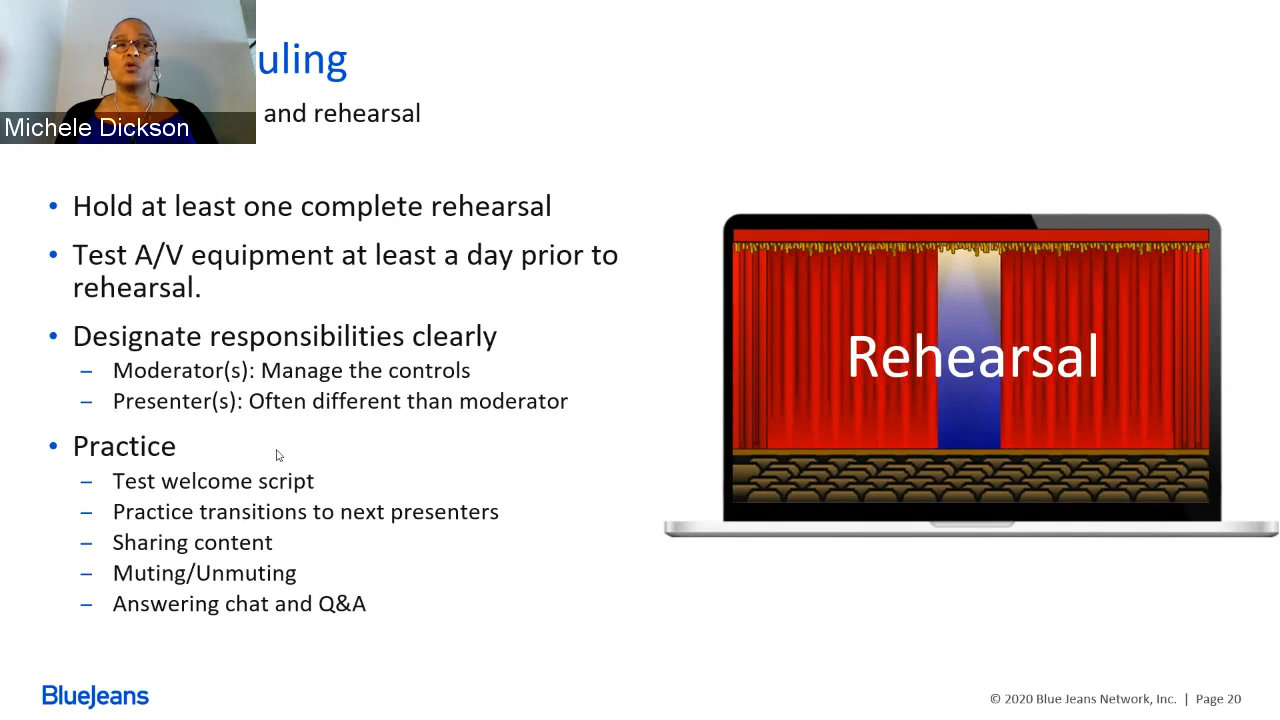 uling
and rehearsal
Michele Dickson
• Hold at least one complete rehearsal
• Test A/V equipment at least a day prior to
rehearsal.
• Designate responsibilities clearly
– Moderator(s): Manage the controls
– Presenter(s): Often different than moderator
• Practice
– Test welcome script
– Practice transitions to next presenters
– Sharing content
– Muting/Unmuting
– Answering chat and Q&A
Rehearsal
BlueJeans
© 2020 Blue Jeans Network, Inc. | Page 20